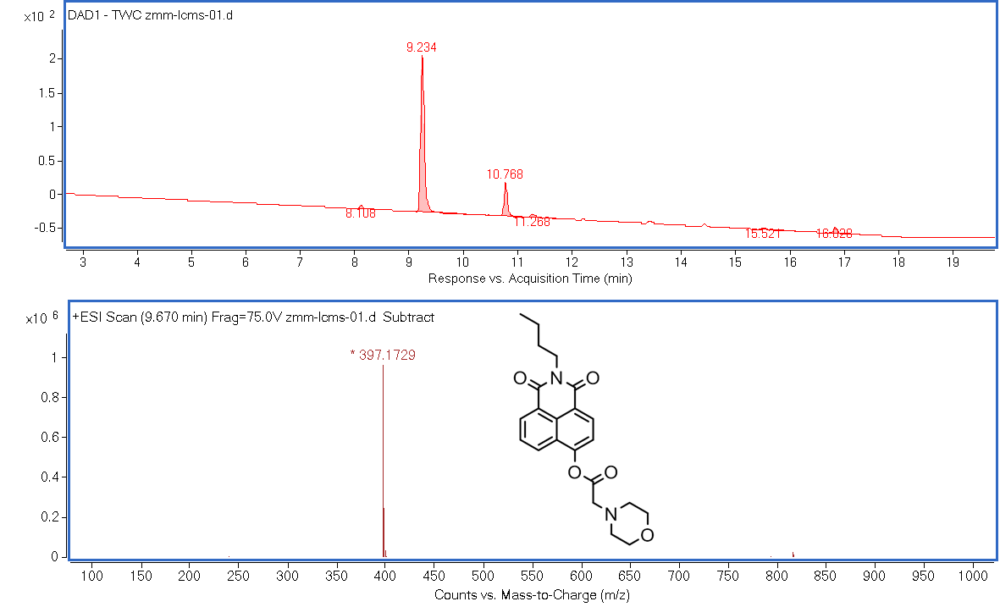 x10 2
DAD1 - TWC zmm-lcms-01.d
9.234
2
1.5
1
0.5
0
-0.5
10.768
8.108
11.268
15.521
16.828
3 4 5 6 7 8 9 10 11 12 13 14 15 16 17 18 19
Response vs. Acquisition Time (min)
x10 6
+ESI Scan (9.670 min) Frag=75.0V zmm-lcms-01.d Subtract
* 397.1729
1
0.8
0.6
0.4
0.2
0
O N O
O O
N
O
100 150 200 250 300 350 400 450 500 550 600 650 700 750 800 850 900 950 1000
Counts vs. Mass-to-Charge (m/z)